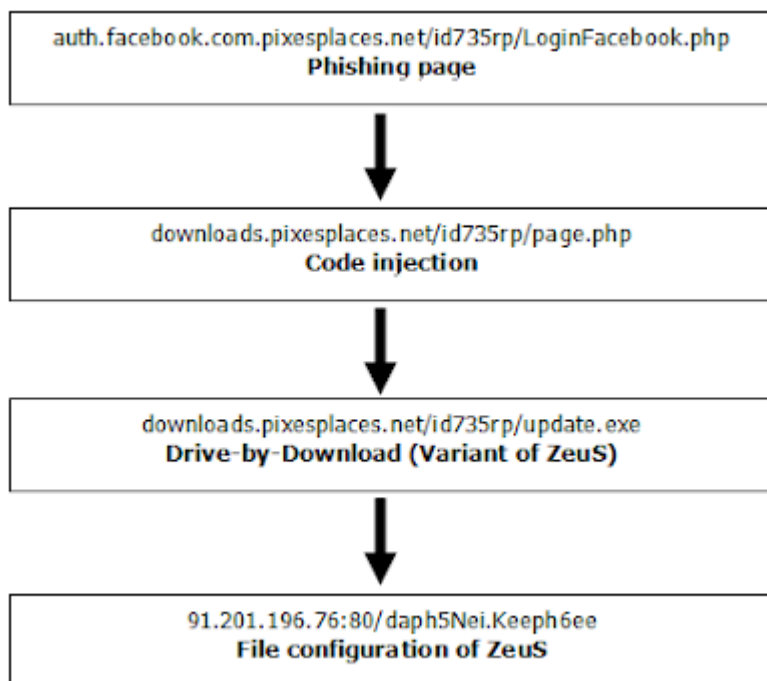 auth.facebook.com.pixesplaces.net/id735rp/LoginFacebook.php
Phishing page
downloads.pixesplaces.net/id735rp/page.php
Code injection
downloads.pixesplaces.net/id735rp/update.exe
Drive-by-Download (Variant of ZeuS)
91.201.196.76:80/daph5Nei.Keeph6ee
File configuration of ZeuS